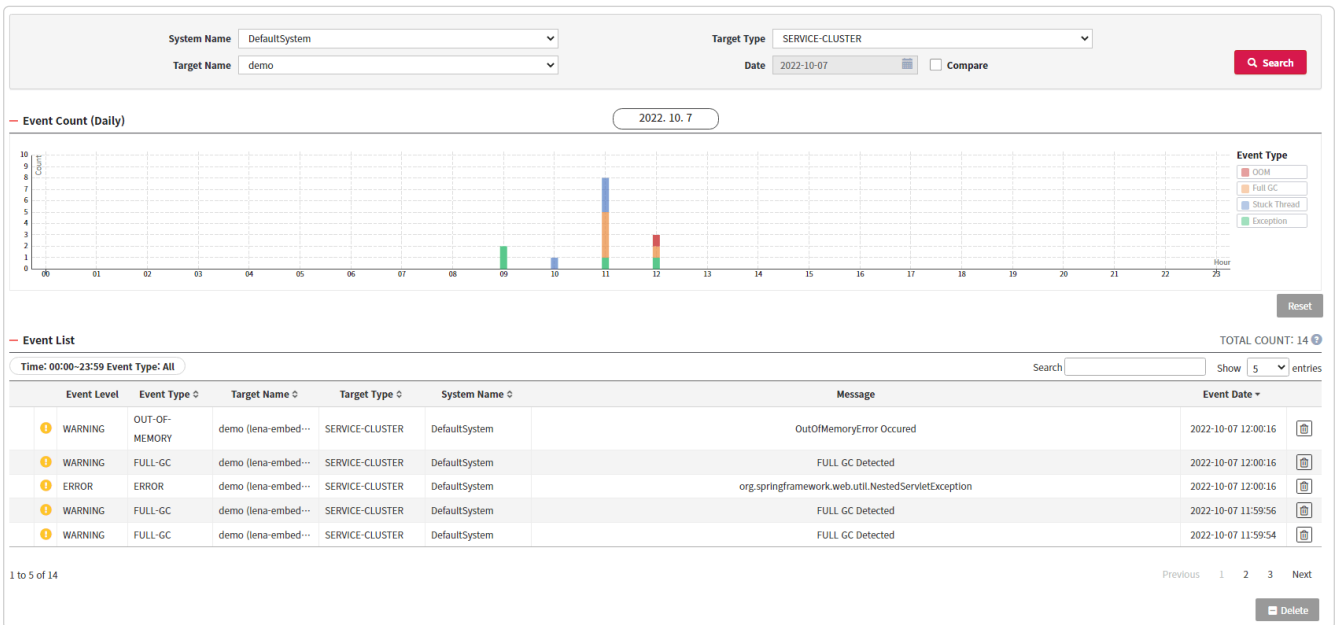 System Name DefaultSystem Target Type SERVICE-CLUSTER
Target Name demo Date 2022-10-07 Compare Search
Event Count (Daily) 2022. 10. 7
Count
10
9
8
7
6
5
4
3
2
1
0
00 01 02 03 04 05 06 07 08 09 10 11 12 13 14 15 16 17 18 19 20 21 22 23
Hour
Event Type
OOM
Full GC
Stuck Thread
Exception
Reset
Event List TOTAL COUNT: 14
Time: 00:00~23:59 Event Type: All Search Show 5 entries
Event Level Event Type Target Name Target Type System Name Message Event Date
WARNING OUT-OF-MEMORY demo (lena-embed··· SERVICE-CLUSTER DefaultSystem OutOfMemoryError Occured 2022-10-07 12:00:16
WARNING FULL-GC demo (lena-embed··· SERVICE-CLUSTER DefaultSystem FULL GC Detected 2022-10-07 12:00:16
ERROR ERROR demo (lena-embed··· SERVICE-CLUSTER DefaultSystem org.springframework.web.util.NestedServletException 2022-10-07 12:00:16
WARNING FULL-GC demo (lena-embed··· SERVICE-CLUSTER DefaultSystem FULL GC Detected 2022-10-07 11:59:56
WARNING FULL-GC demo (lena-embed··· SERVICE-CLUSTER DefaultSystem FULL GC Detected 2022-10-07 11:59:54
1 to 5 of 14 Previous 1 2 3 Next
Delete